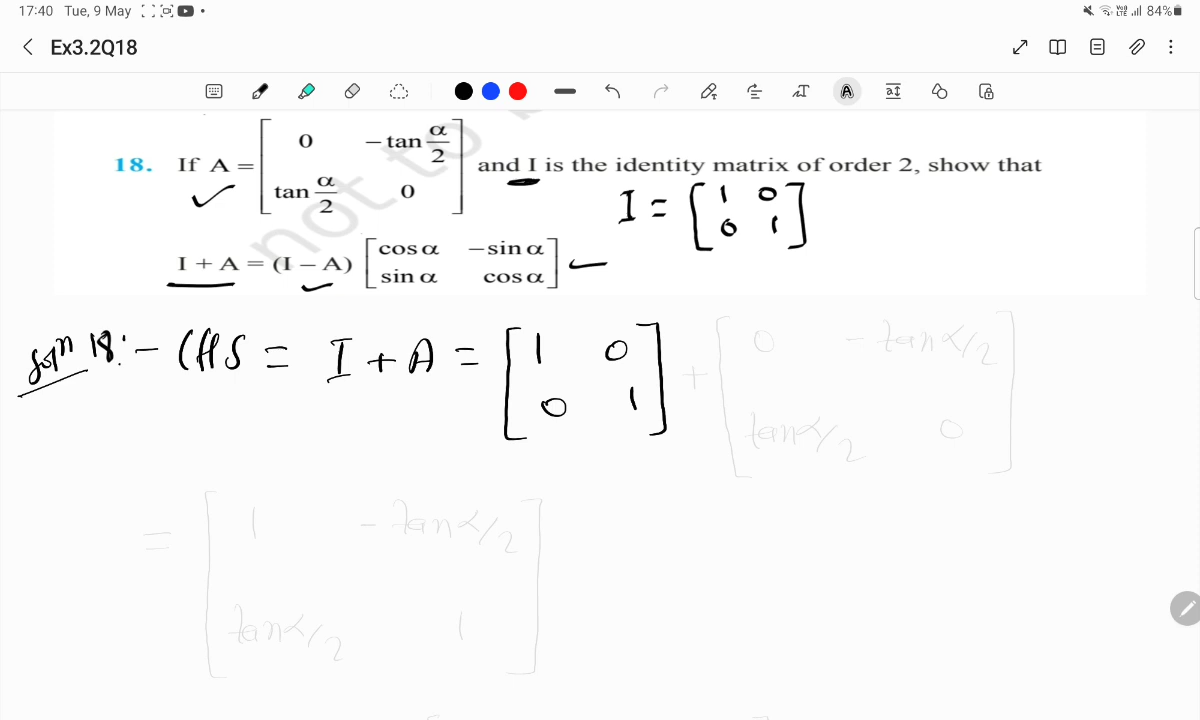 17:40 Tue, 9 May 84%
Ex3.2Q18
18. If A = [ 0 − tan α/2 tan α/2 0 ] and I is the identity matrix of order 2, show that
I = [ 1 0 0 1 ]
I + A = (I − A) [ cos α − sin α sin α cos α ]
not to
Soln 18:- LHS = I + A = [ 1 0 0 1 ] + [ 0 - tanα/2 tanα/2 0 ]
= [ 1 - tanα/2 tanα/2 1 ]